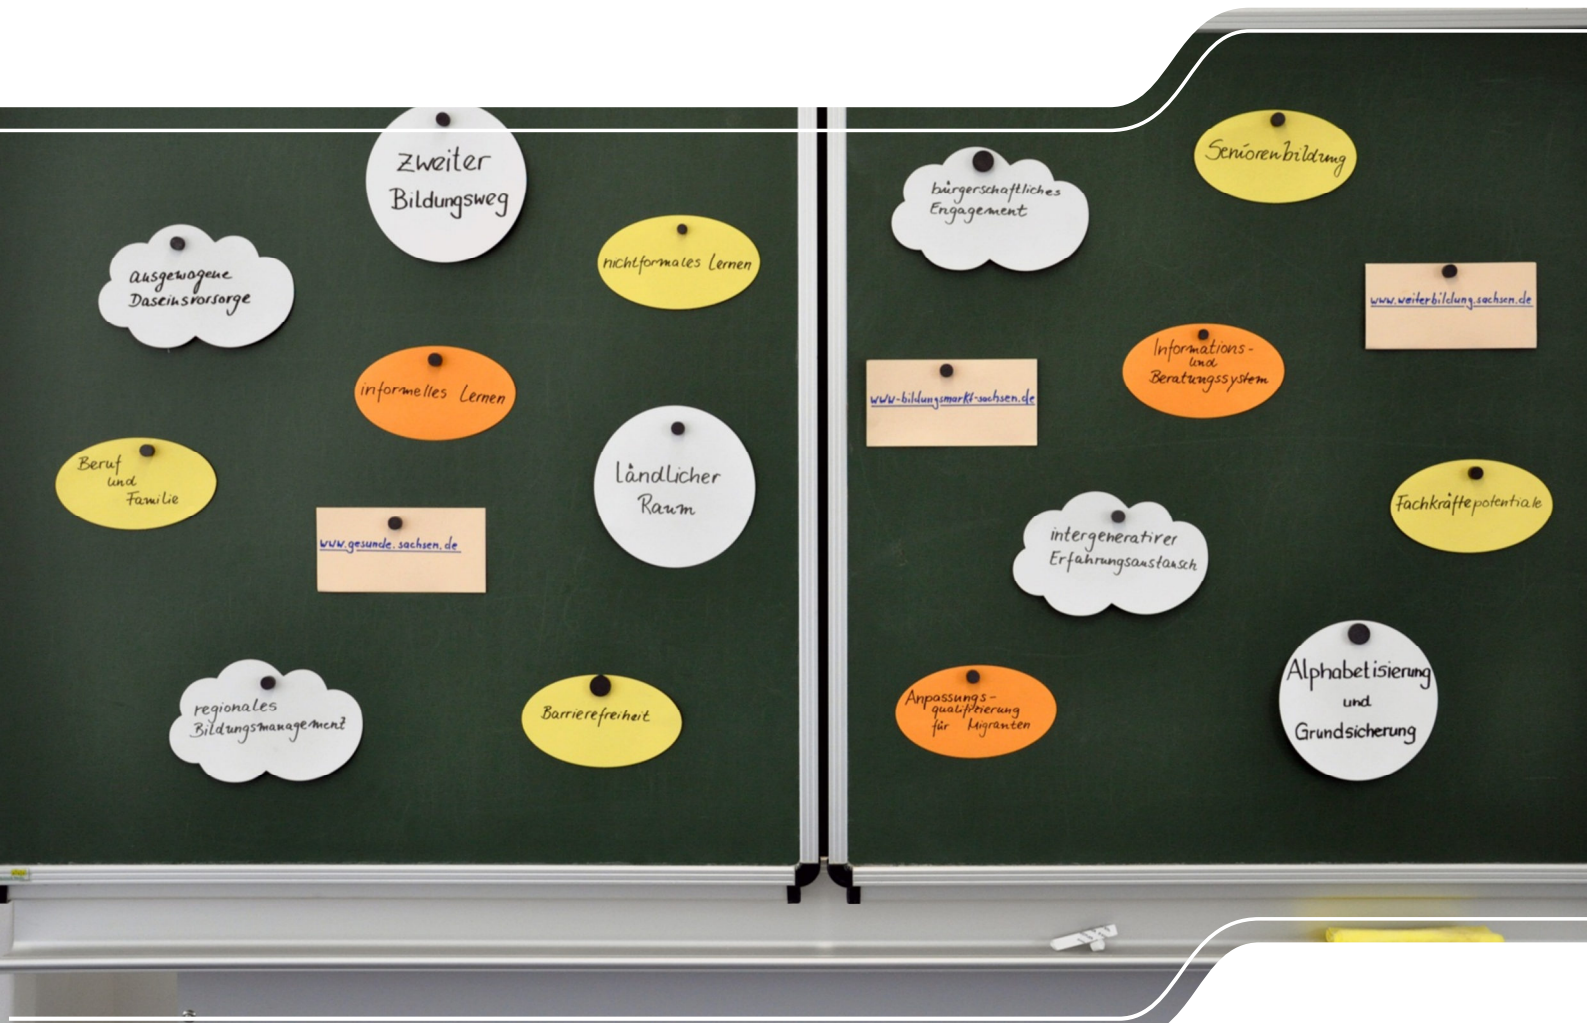 zweiter
Bildungsweg
ausgewogene
Daseinsvorsorge
nichtformales Lernen
informelles Lernen
Beruf
und
Familie
Ländlicher
Raum
www.gesunde.sachsen.de
regionales
Bildungsmanagement
Barrierefreiheit
bürgerschaftliches
Engagement
Seniorenbildung
www.weiterbildung.sachsen.de
Informations-
und
Beratungssystem
www-bildungsmarkt-sachsen.de
Fachkräftepotentiale
intergenerativer
Erfahrungsaustausch
Anpassungs-
qualifizierung
für Migranten
Alphabetisierung
und
Grundsicherung